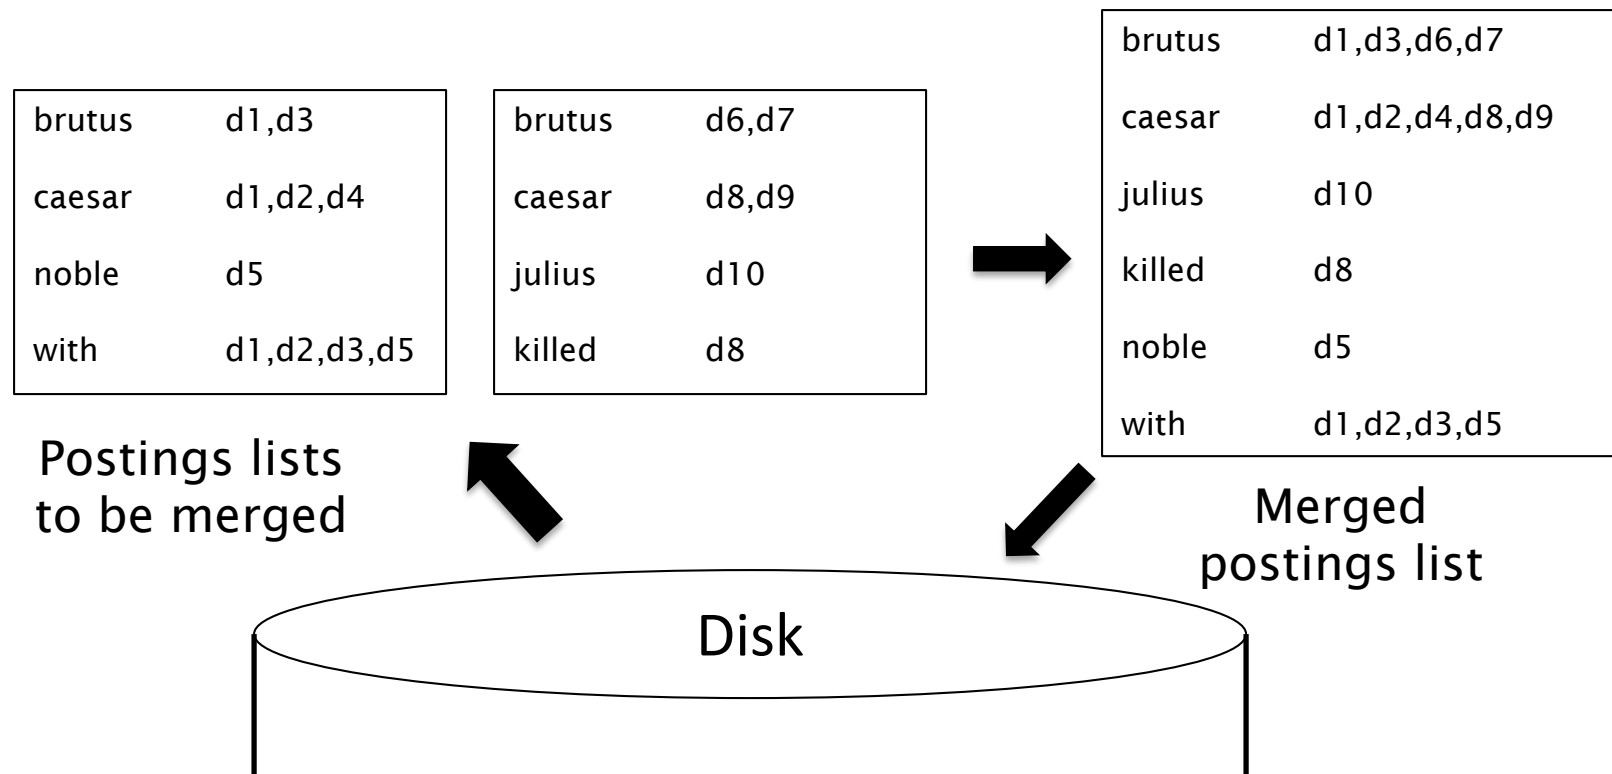 brutus d1,d3
caesar d1,d2,d4
noble d5
with d1,d2,d3,d5
Postings lists
to be merged
brutus d6,d7
caesar d8,d9
julius d10
killed d8
brutus d1,d3,d6,d7
caesar d1,d2,d4,d8,d9
julius d10
killed d8
noble d5
with d1,d2,d3,d5
Merged
postings list
Disk